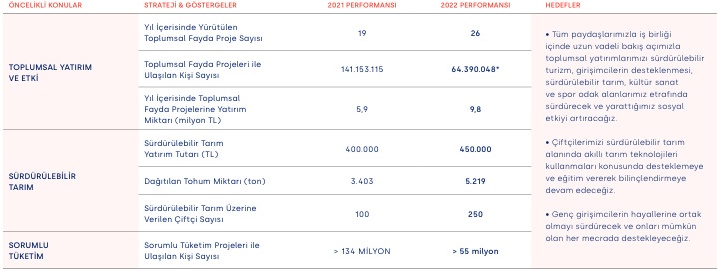 ÖNCELİKLİ KONULAR
STRATEJİ & GÖSTERGELER
2021 PERFORMANSI
2022 PERFORMANSI
HEDEFLER
TOPLUMSAL YATIRIM
VE ETKİ
Yıl İçerisinde Yürütülen
Toplumsal Fayda Proje Sayısı
19
26
Toplumsal Fayda Projeleri ile
Ulaşılan Kişi Sayısı
141.153.115
64.390.048*
Yıl İçerisinde Toplumsal
Fayda Projelerine Yatırım
Miktarı (milyon TL)
5,9
9,8
SÜRDÜRÜLEBİLİR
TARIM
Sürdürülebilir Tarım
Yatırım Tutarı (TL)
400.000
450.000
Dağıtılan Tohum Miktarı (ton)
3.403
5.219
Sürdürülebilir Tarım Üzerine
Verilen Çiftçi Sayısı
100
250
SORUMLU
TÜKETİM
Sorumlu Tüketim Projeleri ile
Ulaşılan Kişi Sayısı
> 134 MİLYON
> 55 milyon
• Tüm paydaşlarımızla iş birliği
içinde uzun vadeli bakış açımızla
toplumsal yatırımlarımızı sürdürülebilir
turizm, girişimcilerin desteklenmesi,
sürdürülebilir tarım, kültür sanat
ve spor odak alanlarımız etrafında
sürdürecek ve yarattığımız sosyal
etkiyi artıracağız.
• Çiftçilerimizi sürdürülebilir tarım
alanında akıllı tarım teknolojileri
kullanmaları konusunda desteklemeye
ve eğitim vererek bilinçlendirmeye
devam edeceğiz.
• Genç girişimcilerin hayallerine ortak
olmayı sürdürecek ve onları mümkün
olan her mecrada destekleyeceğiz.